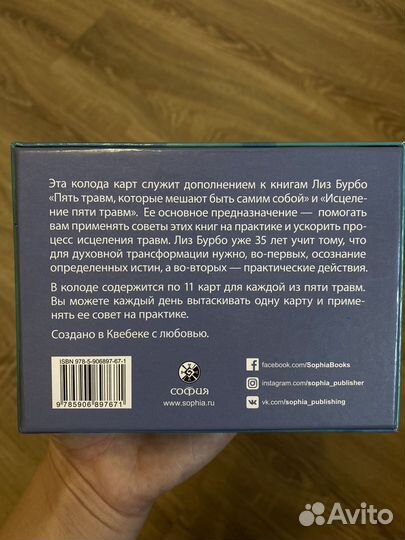 Эта колода карт служит дополнением к книгам Лиз Бурбо
«Пять травм, которые мешают быть самим собой» и «Исцеле-
ние пяти травм». Ее основное предназначение — помогать
вам применять советы этих книг на практике и ускорить про-
цесс исцеления травм. Лиз Бурбо уже 35 лет учит тому, что
для духовной трансформации нужно, во-первых, осознание
определенных истин, а во-вторых — практические действия.
В колоде содержится по 11 карт для каждой из пяти травм.
Вы можете каждый день вытаскивать одну карту и приме-
нять ее совет на практике.
Создано в Квебеке с любовью.
ISBN 978-5-906897-67-1
9 785906 897671
СОФИЯ
www.sophia.ru
facebook.com/SophiaBooks
instagram.com/sophia_publisher
vk.com/sophia_publishing
Avito